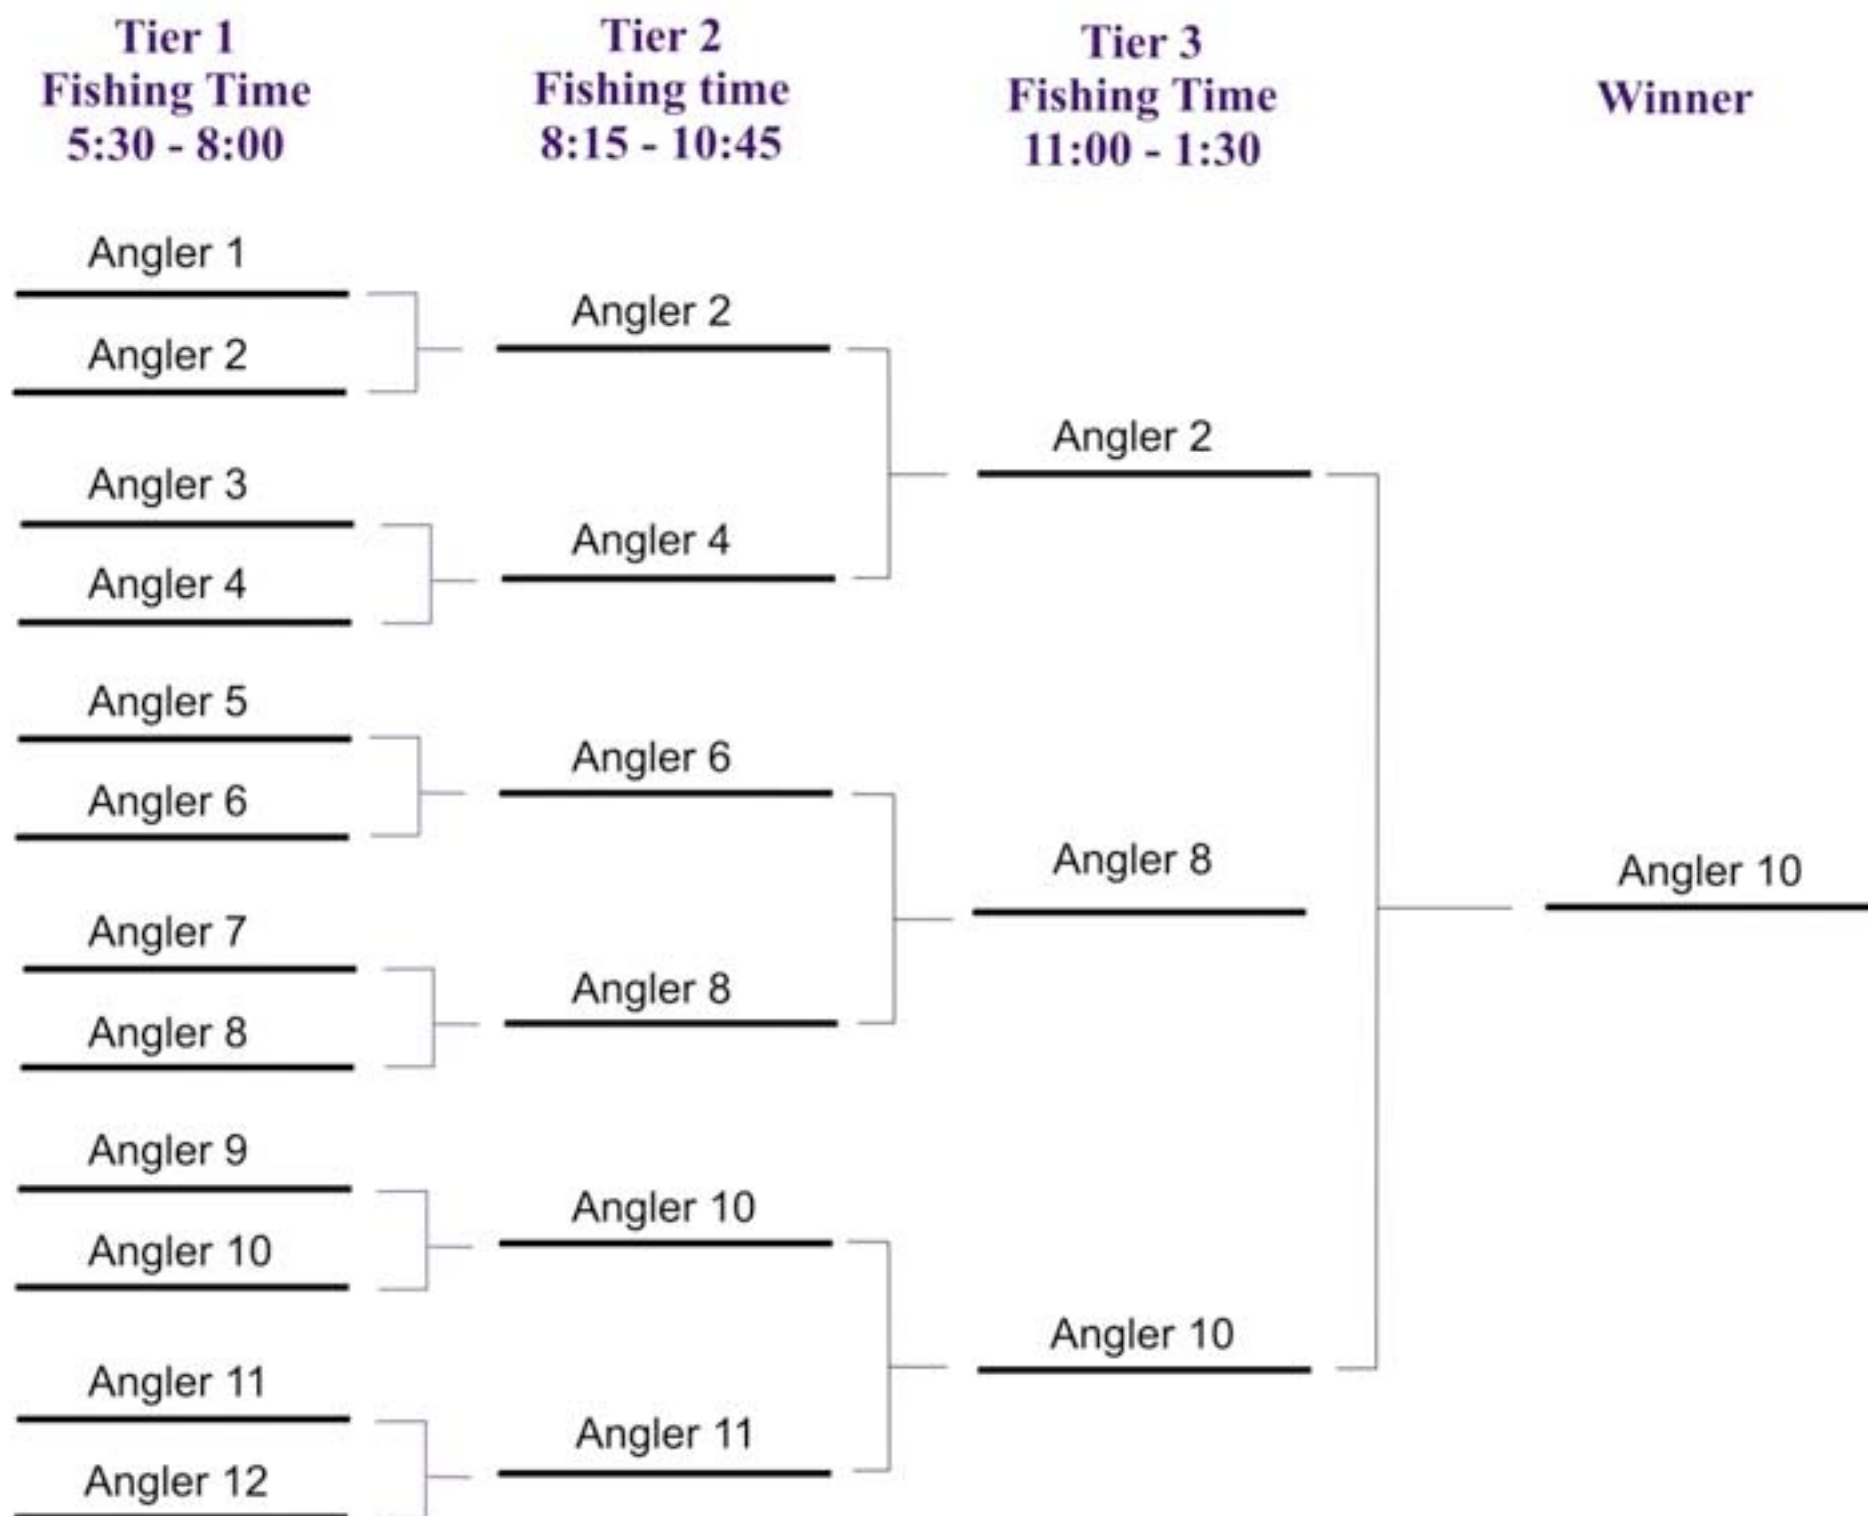 Tier 1
Fishing Time
5:30 - 8:00
Tier 2
Fishing time
8:15 - 10:45
Tier 3
Fishing Time
11:00 - 1:30
Winner
Angler 1
Angler 2
Angler 3
Angler 4
Angler 5
Angler 6
Angler 7
Angler 8
Angler 9
Angler 10
Angler 11
Angler 12
Angler 2
Angler 4
Angler 6
Angler 8
Angler 10
Angler 11
Angler 2
Angler 8
Angler 10
Angler 10